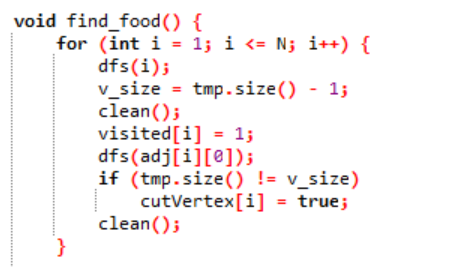 void find_food() {
for (int i = 1; i <= N; i++) {
dfs(i);
v_size = tmp.size() - 1;
clean();
visited[i] = 1;
dfs(adj[i][0]);
if (tmp.size() != v_size)
cutVertex[i] = true;
clean();
}